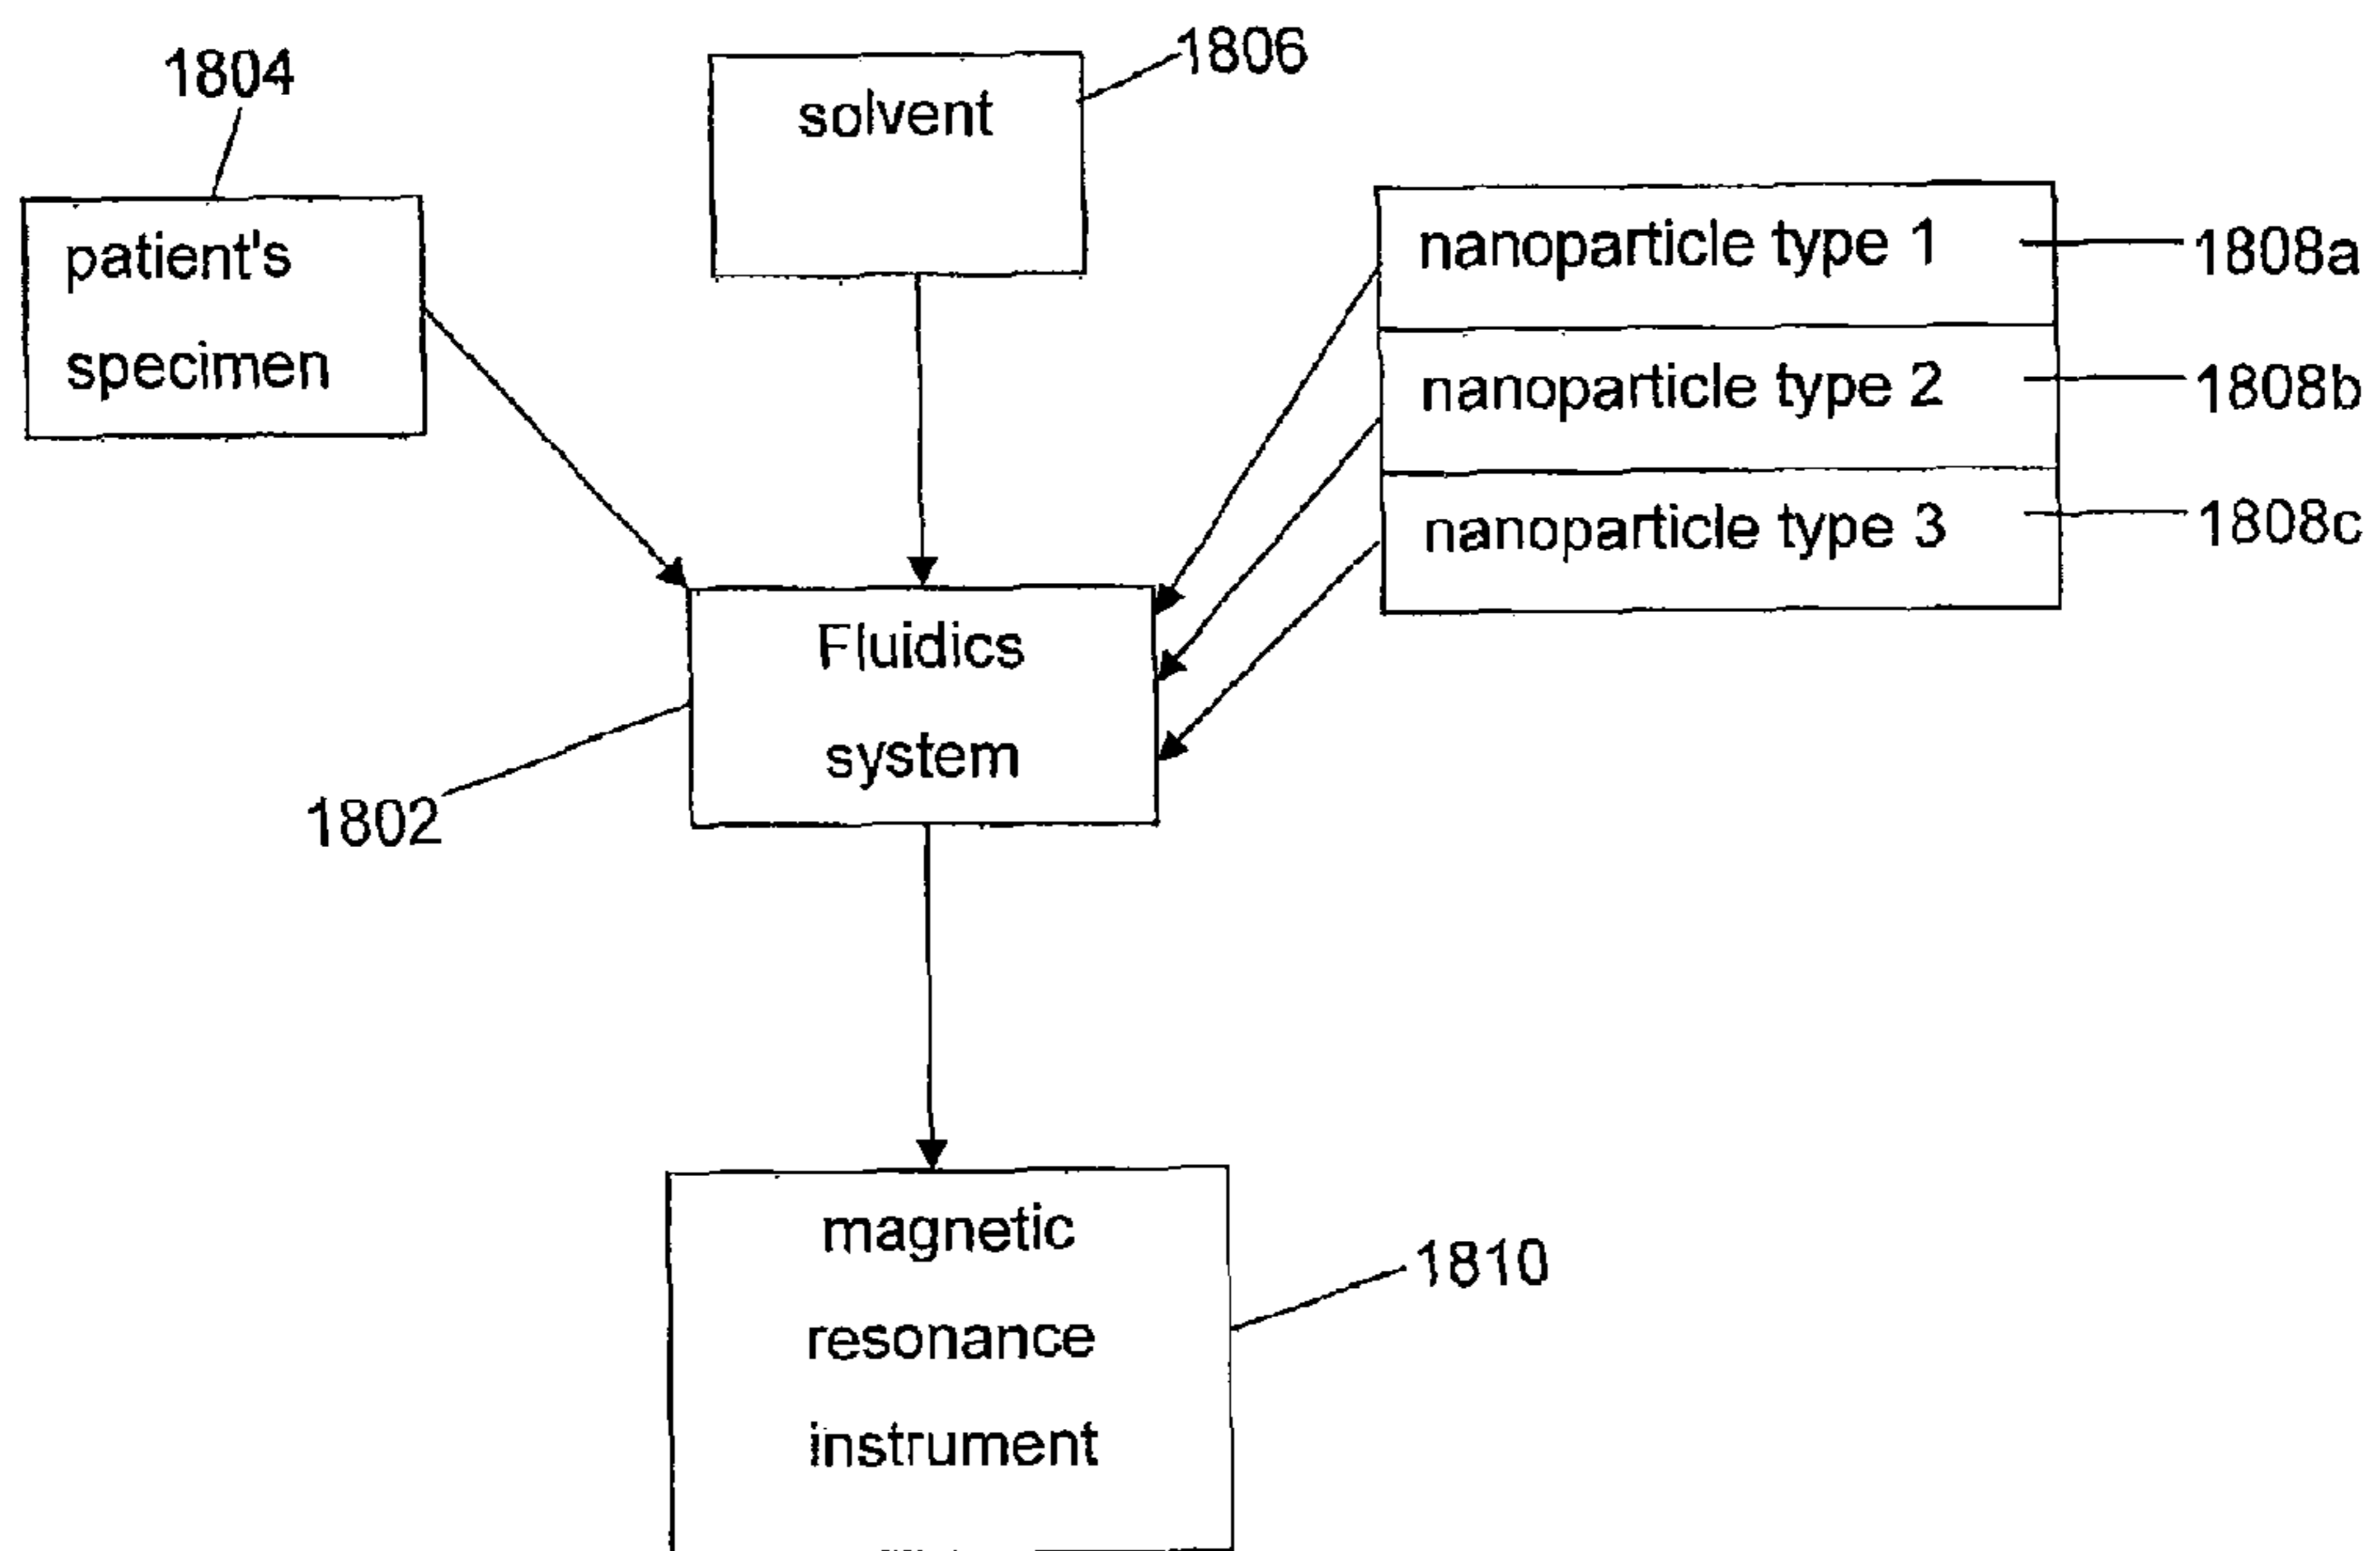 1804
1806
solvent
patient's
specimen
nanoparticle type 1
1808a
nanoparticle type 2
1808b
nanoparticle type 3
1808c
Fluidics
system
1802
magnetic
resonance
instrument
1810